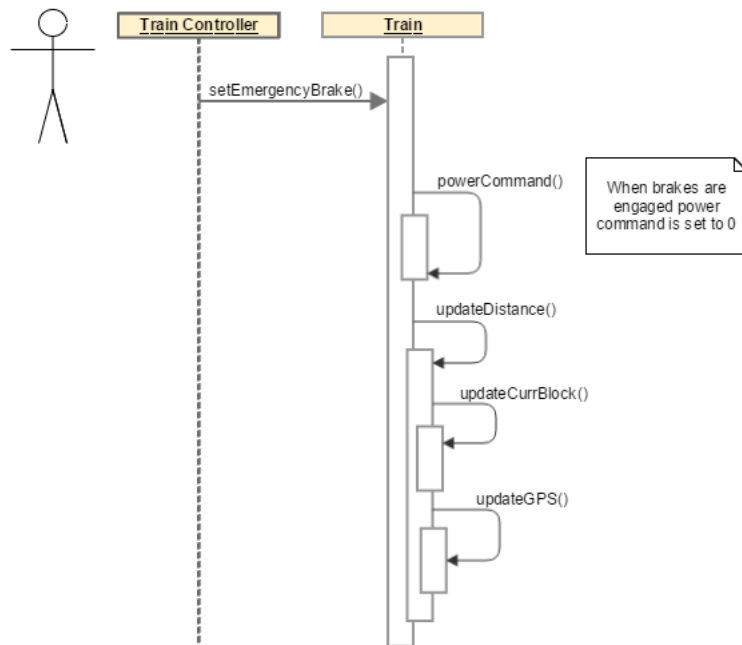 Train Controller
Train
setEmergencyBrake()
powerCommand()
When brakes are
engaged power
command is set to 0
updateDistance()
updateCurrBlock()
updateGPS()